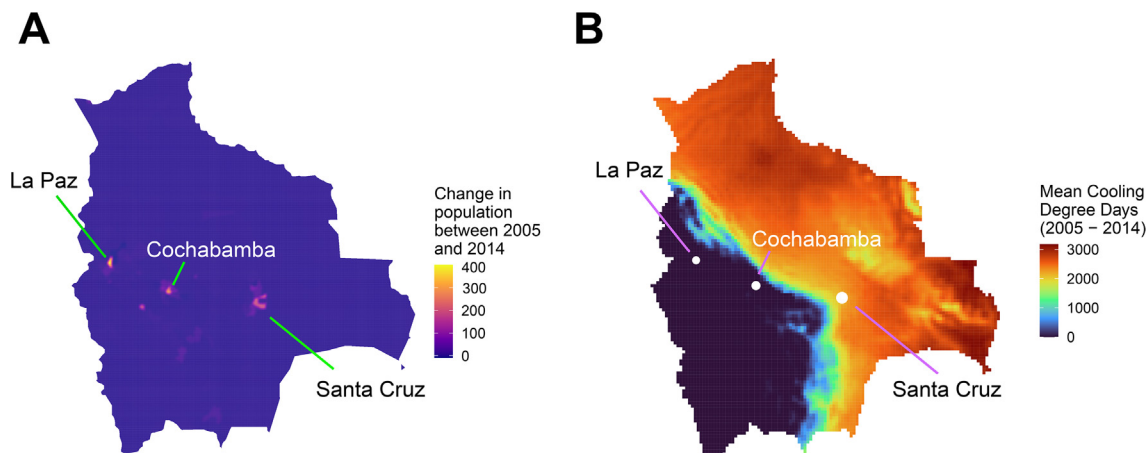 A
La Paz
Cochabamba
Santa Cruz
Change in
population
between 2005
and 2014
400
300
200
100
0
B
La Paz
Cochabamba
Santa Cruz
Mean Cooling
Degree Days
(2005 − 2014)
3000
2000
1000
0